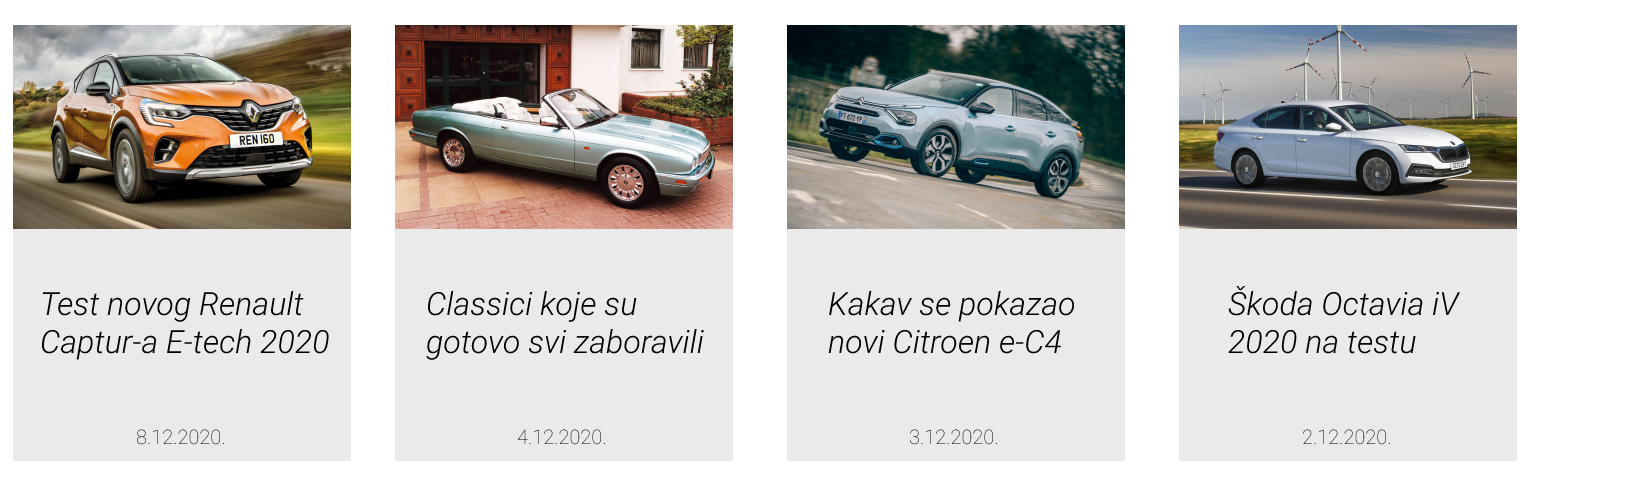 REN 160
Test novog Renault
Captur-a E-tech 2020
8.12.2020.
Classici koje su
gotovo svi zaboravili
4.12.2020.
Kakav se pokazao
novi Citroen e-C4
3.12.2020.
Škoda Octavia iV
2020 na testu
2.12.2020.